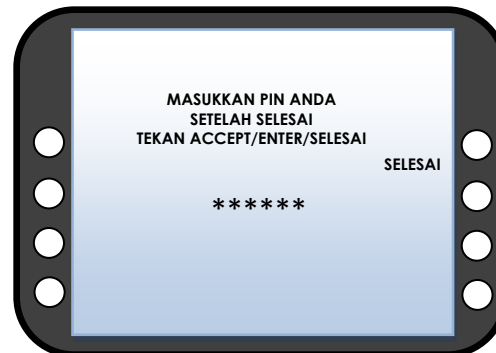 MASUKKAN PIN ANDA
SETELAH SELESAI
TEKAN ACCEPT/ENTER/SELESAI
SELESAI
******